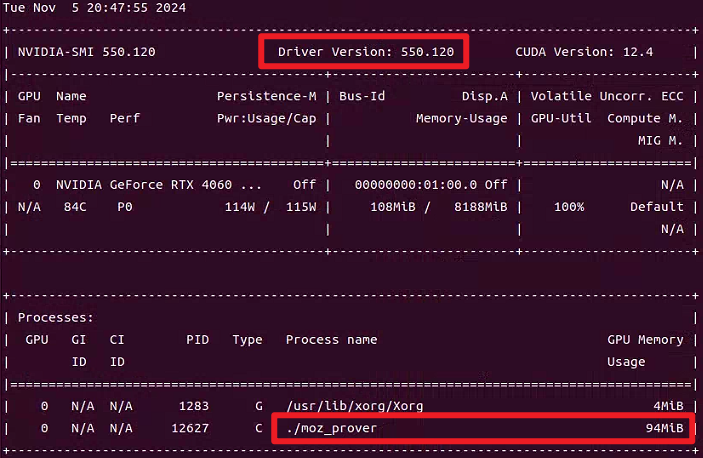 Tue Nov  5 20:47:55 2024
+-----------------------------------------------------------------------------------------+
| NVIDIA-SMI 550.120                Driver Version: 550.120        CUDA Version: 12.4     |
|-----------------------------------------+------------------------+----------------------+
| GPU  Name                 Persistence-M | Bus-Id          Disp.A | Volatile Uncorr. ECC |
| Fan  Temp   Perf          Pwr:Usage/Cap |           Memory-Usage | GPU-Util  Compute M. |
|                                         |                        |               MIG M. |
|=========================================+========================+======================|
|   0  NVIDIA GeForce RTX 4060 ...    Off |   00000000:01:00.0 Off |                  N/A |
| N/A   84C    P0            114W /  115W |     108MiB /   8188MiB |    100%      Default |
|                                         |                        |                  N/A |
+-----------------------------------------+------------------------+----------------------+
+-----------------------------------------------------------------------------------------+
| Processes:                                                                              |
|  GPU   GI   CI        PID   Type   Process name                              GPU Memory |
|        ID   ID                                                               Usage      |
|=========================================================================================|
|    0   N/A  N/A      1283      G   /usr/lib/xorg/Xorg                              4MiB |
|    0   N/A  N/A     12627      C   ./moz_prover                                   94MiB |
+-----------------------------------------------------------------------------------------+